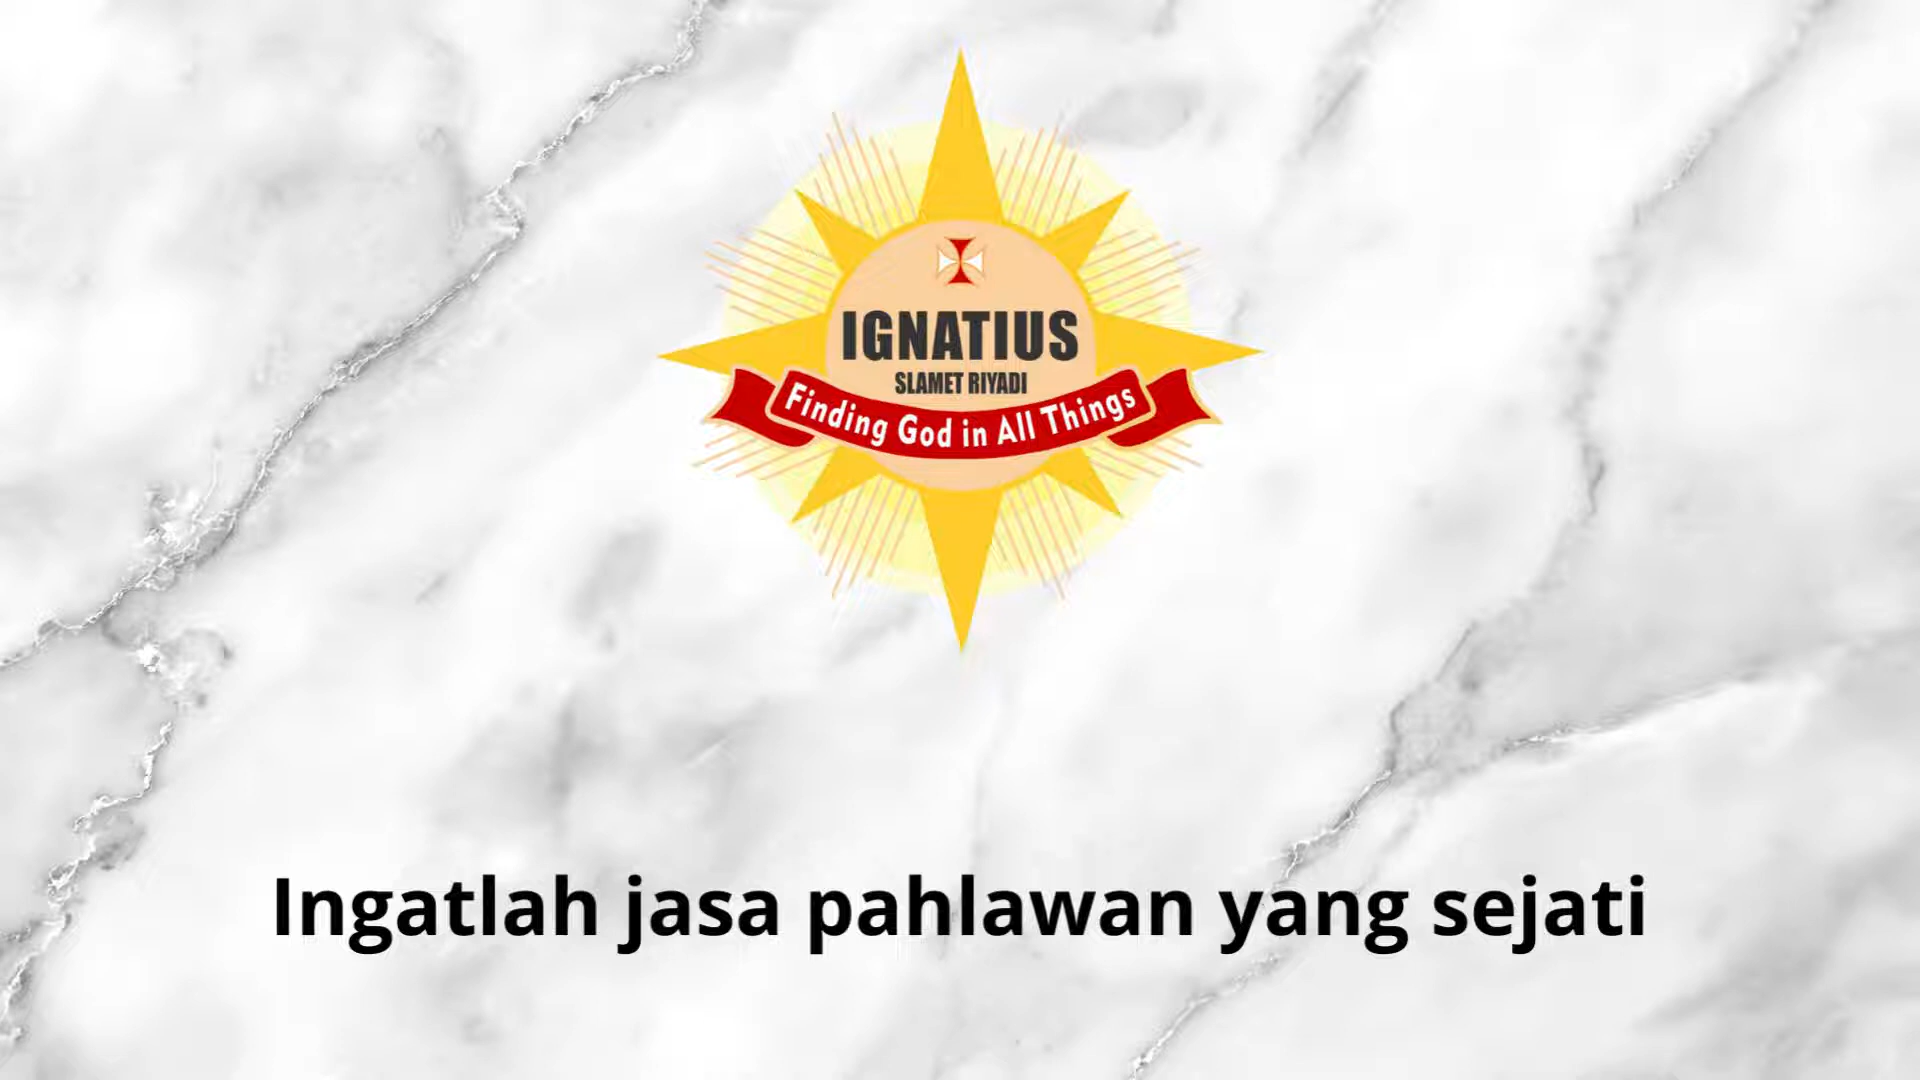 IGNATIUS
SLAMET RIYADI
Finding God in All Things
Ingatlah jasa pahlawan yang sejati